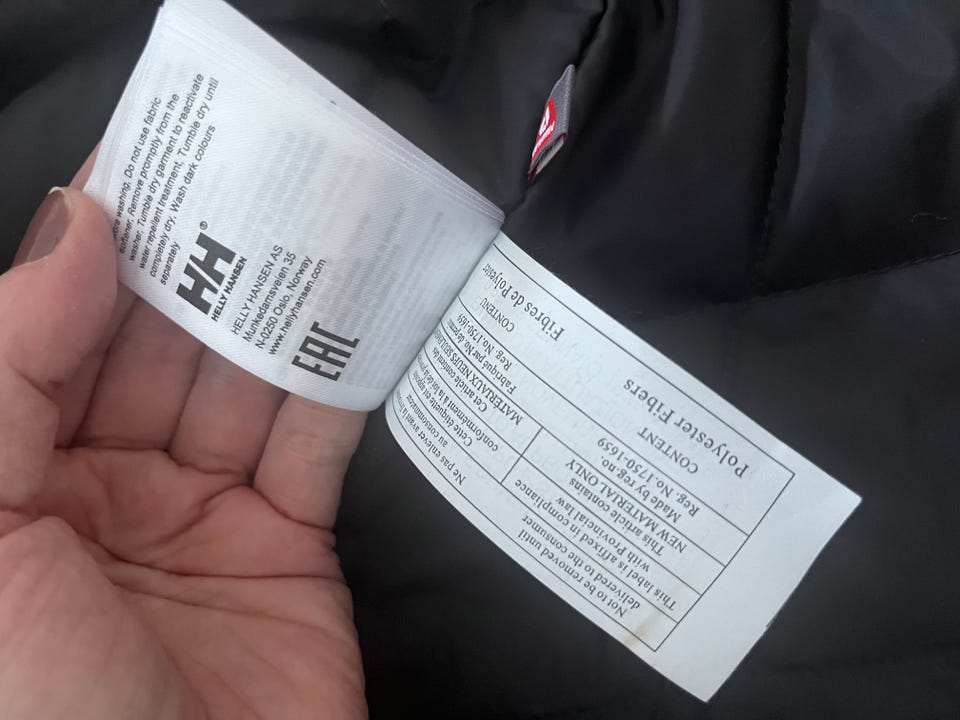 washing, Do not use fabric
softener, Remove promptly from the
washer, Tumble dry garment to reactivate
water repellent treatment, Tumble dry until
completely dry. Wash dark colours
separately
HH®
HELLY HANSEN
HELLY HANSEN AS
Munkedamsveien 35
N-0250 Oslo, Norway
www.hellyhansen.com
EAC
Not to be removed until
delivered to the consumer
This label is affixed in compliance
with Provincial law
This article contains
NEW MATERIAL ONLY
Made by reg.no.
Reg. No.1750-1659
CONTENT
Polyester Fibers
Ne pas enlever avant
au consommateur
Cette étiquette est apposée
conformément à la loi de la
Cet article contient des
MATÉRIAUX NEUFS SEULEMENT
Fabriqué par No. de
Reg. No.1750-1659
CONTENU
Fibres de Polyester